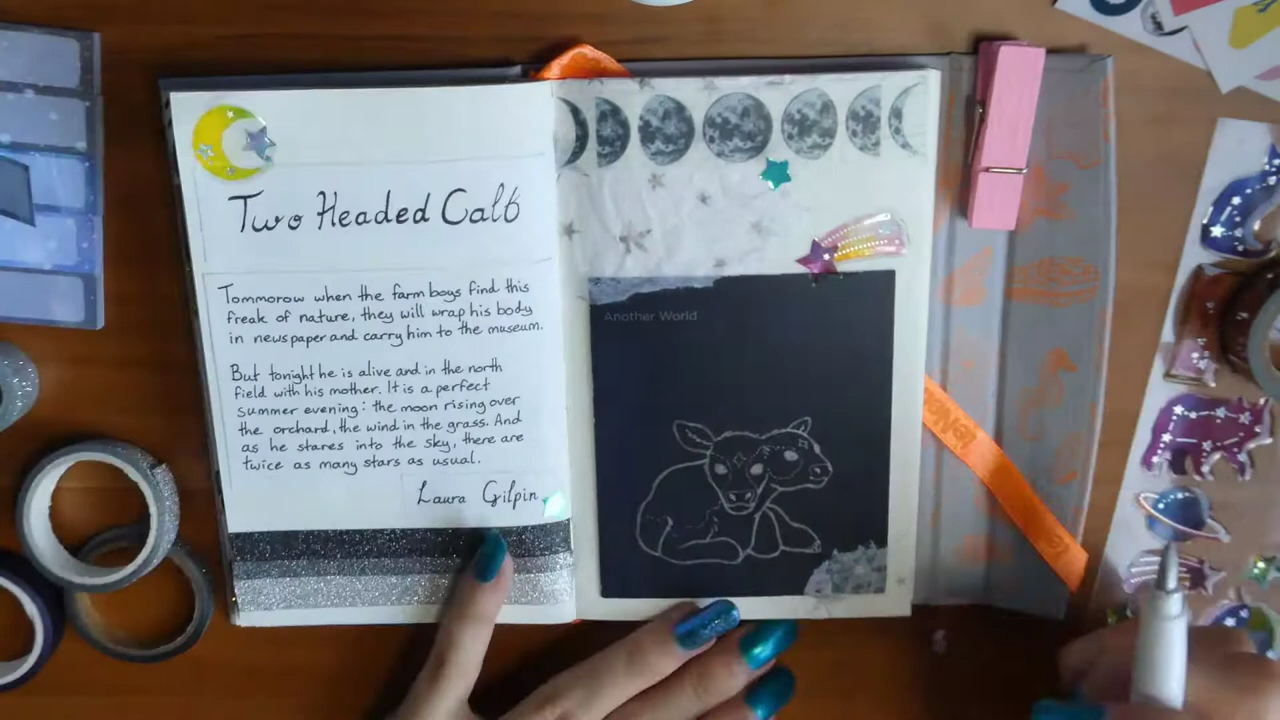 Two Headed Calf
Tommorow when the farm boys find this
freak of nature, they will wrap his body
in newspaper and carry him to the museum.
But tonight he is alive and in the north
field with his mother. It is a perfect
summer evening: the moon rising over
the orchard, the wind in the grass. And
as he stares into the sky, there are
twice as many stars as usual.
Laura Gilpin
Another World